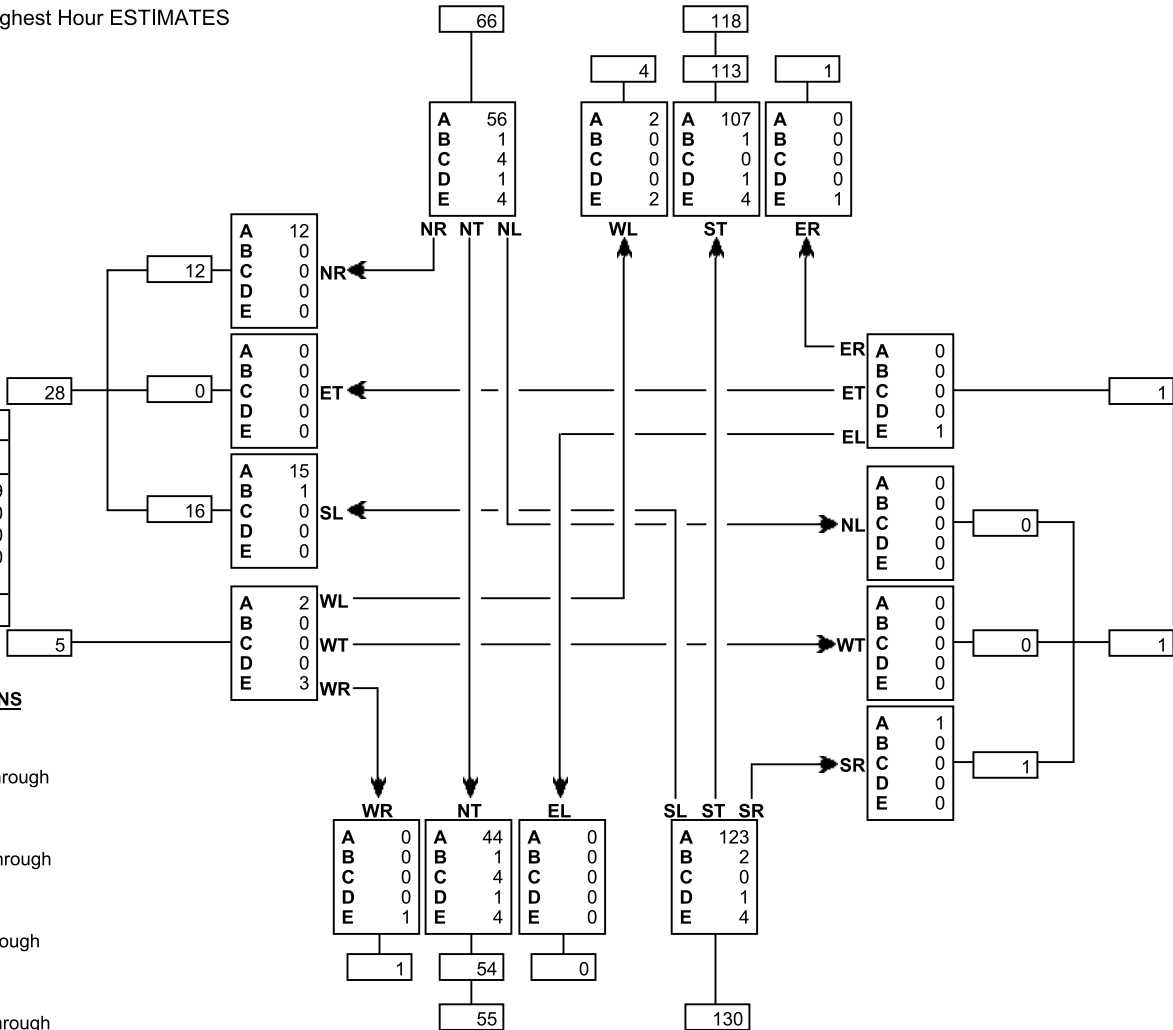 ghest Hour ESTIMATES
66
118
4
113
1
A 56
B 1
C 4
D 1
E 4
A 2
B 0
C 0
D 0
E 2
A 107
B 1
C 0
D 1
E 4
A 0
B 0
C 0
D 0
E 1
NR NT NL
WL
ST
ER
A 12
B 0
C 0
D 0
E 0
12
NR
A 0
B 0
C 0
D 0
E 0
28
0
ET
A 15
B 1
C 0
D 0
E 0
16
SL
ER
ET
EL
A 0
B 0
C 0
D 0
E 1
1
A 0
B 0
C 0
D 0
E 0
NL
0
A 2
B 0
C 0
D 0
E 3
5
WL
WT
WR
A 0
B 0
C 0
D 0
E 0
WT
0
1
A 1
B 0
C 0
D 0
E 0
SR
1
NS
hrough
hrough
ough
hrough
WR
NT
EL
SL ST SR
A 0
B 0
C 0
D 0
E 1
A 44
B 1
C 4
D 1
E 4
A 0
B 0
C 0
D 0
E 0
A 123
B 2
C 0
D 1
E 4
1
54
0
55
130